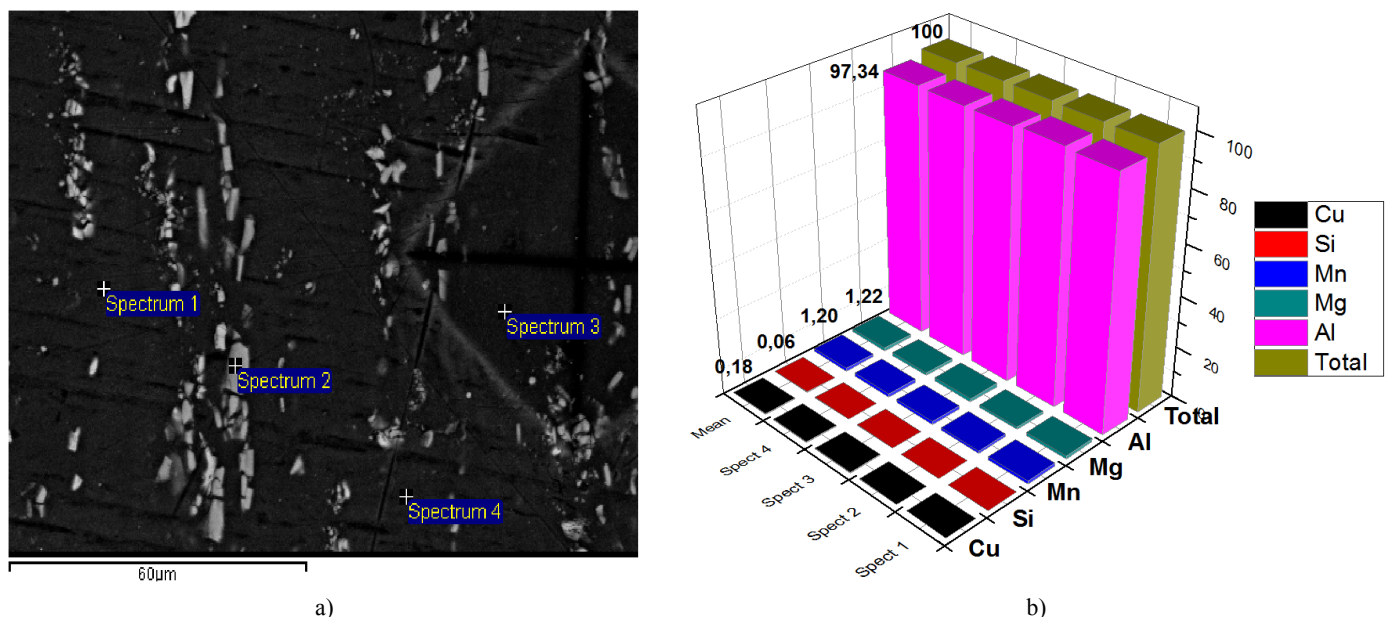 Spectrum 1
Spectrum 3
Spectrum 2
Spectrum 4
60µm
a)
100
97,34
1,22
1,20
0,06
0,18
Mean
Spect 4
Spect 3
Spect 2
Spect 1
Cu
Si
Mn
Mg
Al
Total
0
20
40
60
80
100
Cu
Si
Mn
Mg
Al
Total
b)